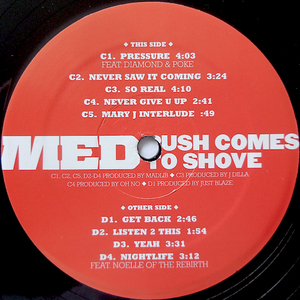 THIS SIDE
C1. PRESSURE 4:03
FEAT. DIAMOND & POKE
C2. NEVER SAW IT COMING 3:24
C3. SO REAL 4:10
C4. NEVER GIVE U UP 2:41
C5. MARY J INTERLUDE :49
MED PUSH COMES
TO SHOVE
C1, C2, C5, D2-D4 PRODUCED BY MADLIB ◆ C3 PRODUCED BY J DILLA
C4 PRODUCED BY OH NO ◆ D1 PRODUCED BY JUST BLAZE
OTHER SIDE
D1. GET BACK 2:46
D2. LISTEN 2 THIS 1:54
D3. YEAH 3:31
D4. NIGHTLIFE 3:12
FEAT. NOELLE OF THE REBIRTH